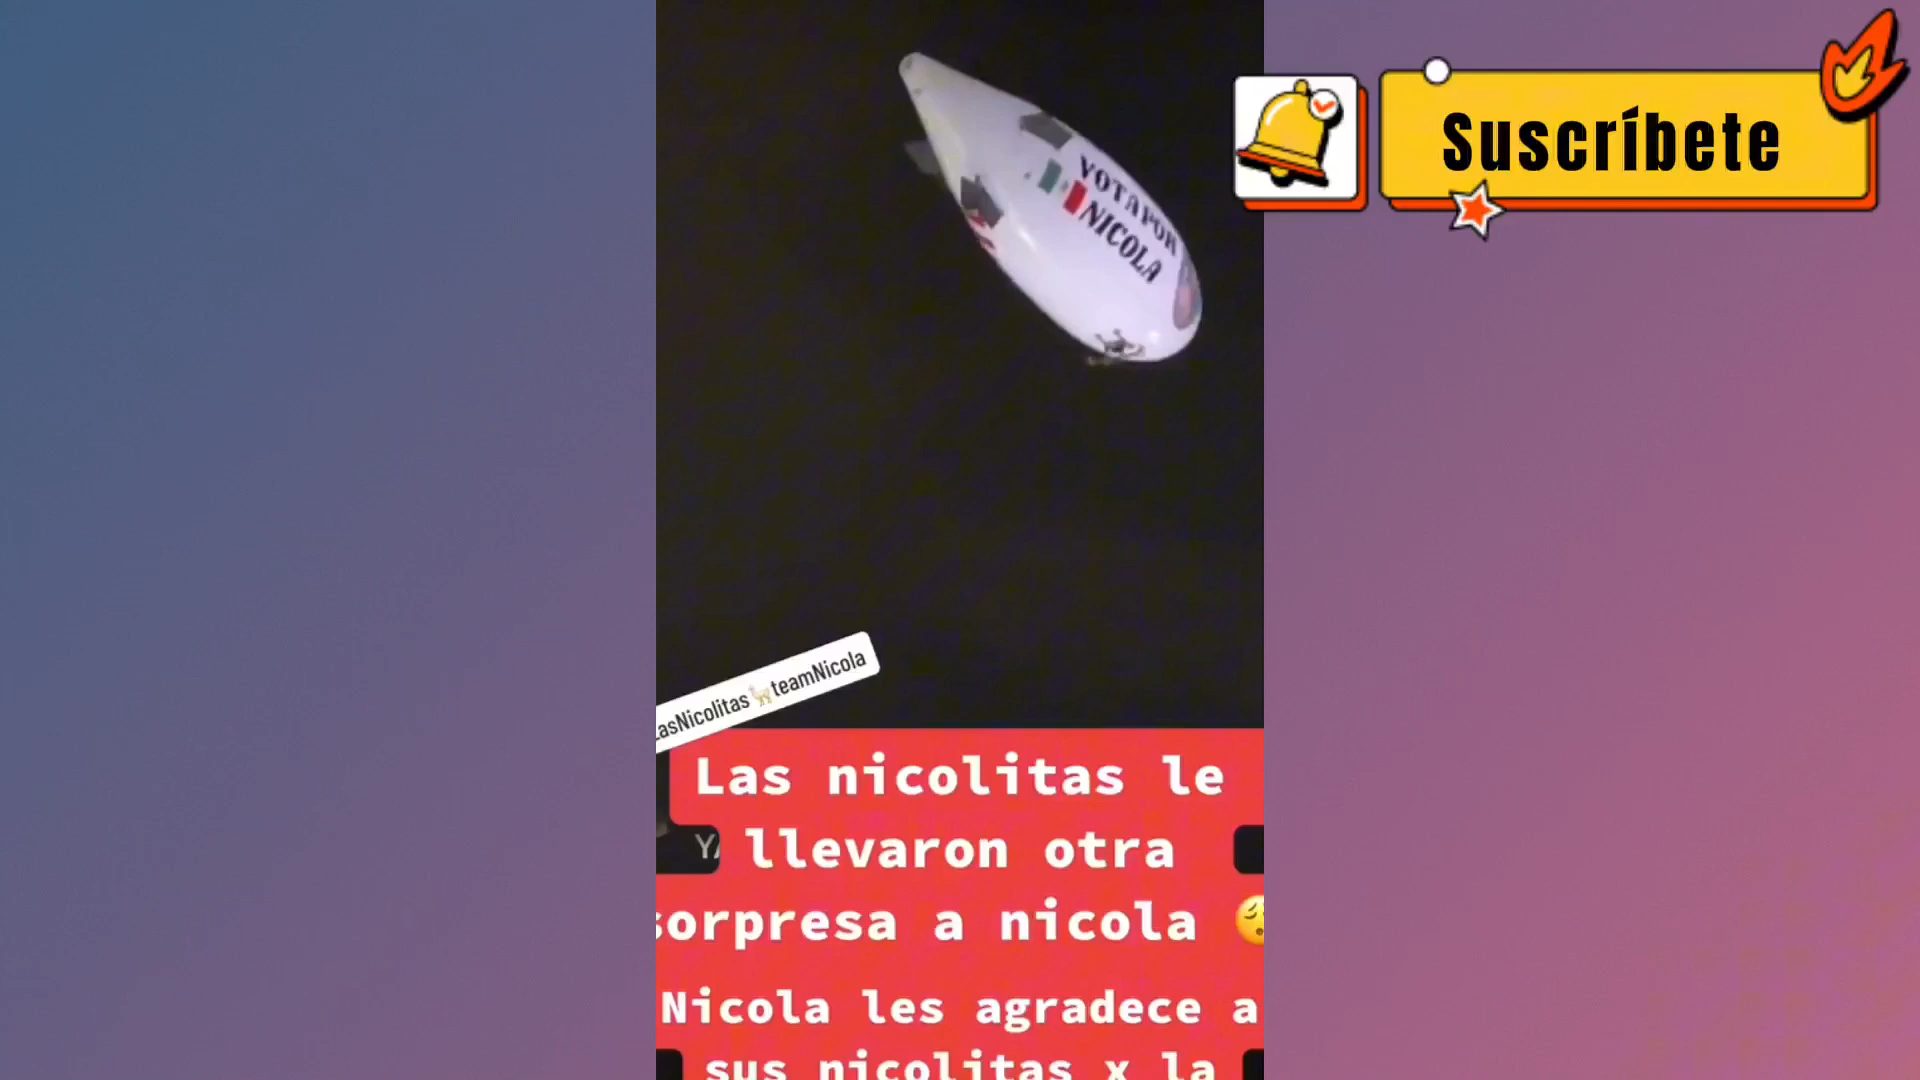 VOTA POR
NICOLA
Suscríbete
LasNicolitas🦙teamNicola
Las nicolitas le
llevaron otra
sorpresa a nicola 😩
Nicola les agradece a
sus nicolitas x la